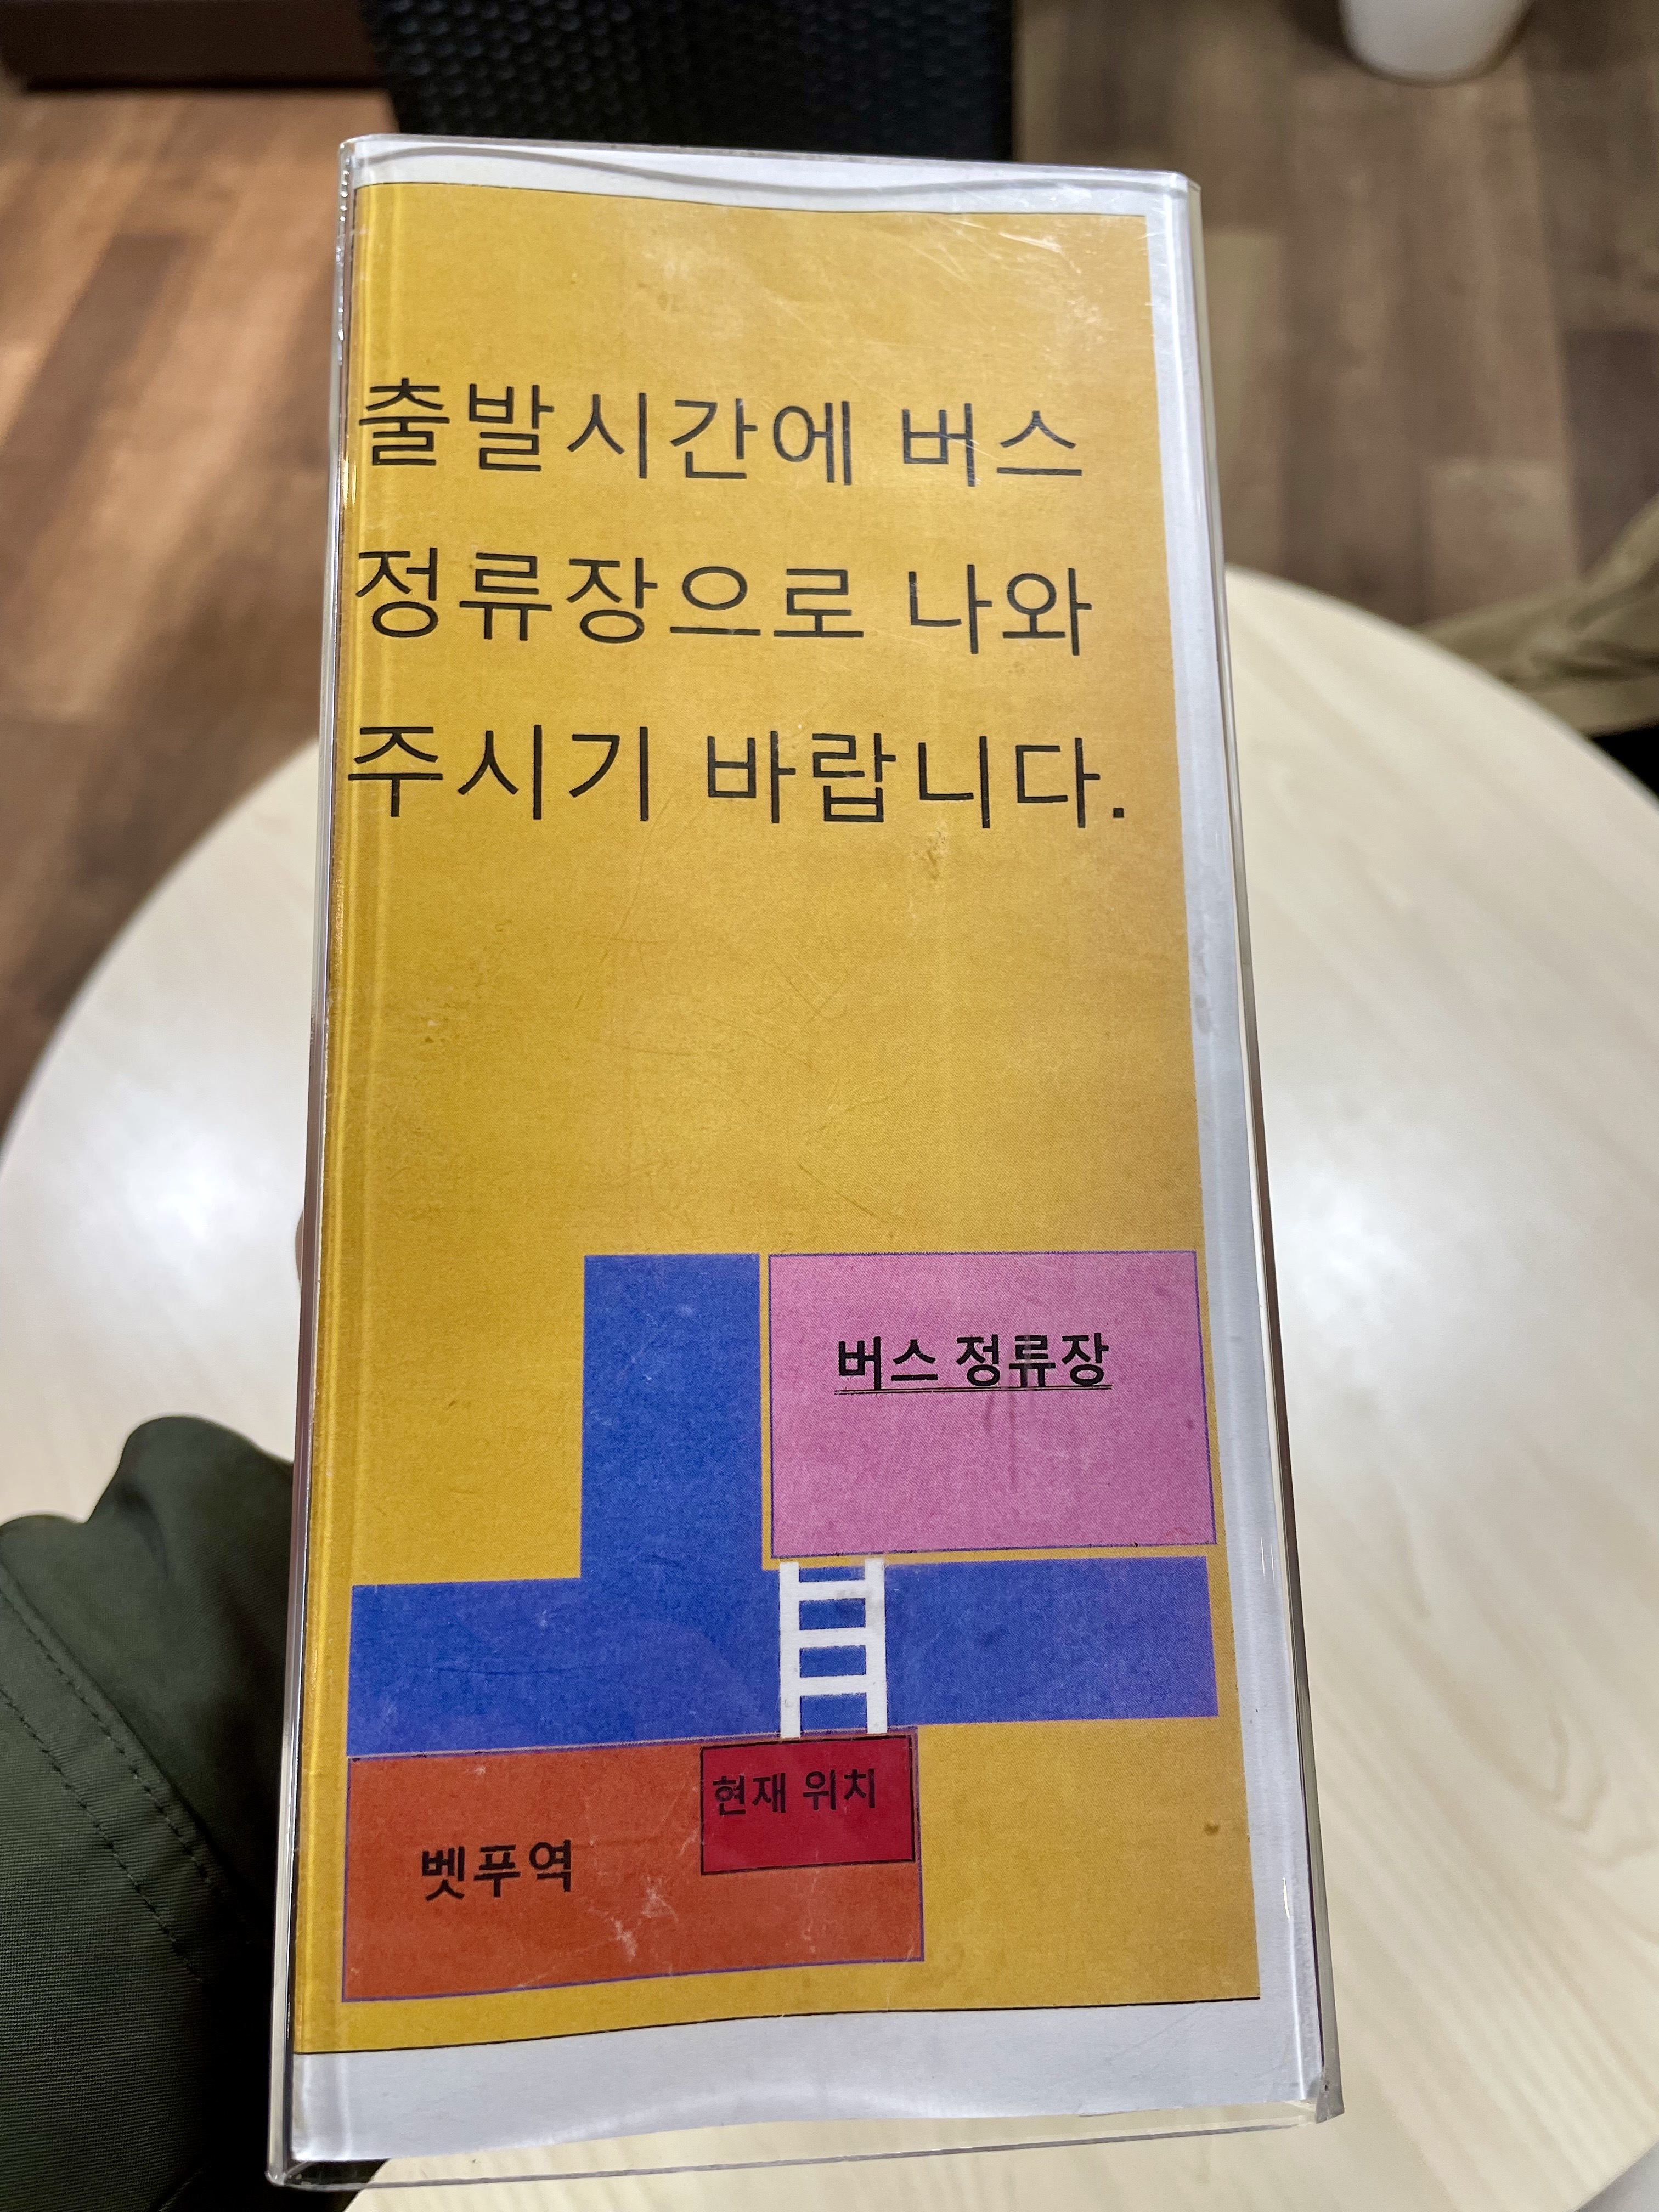 출발시간에 버스
정류장으로 나와
주시기 바랍니다.
버스 정류장
현재 위치
벳푸역